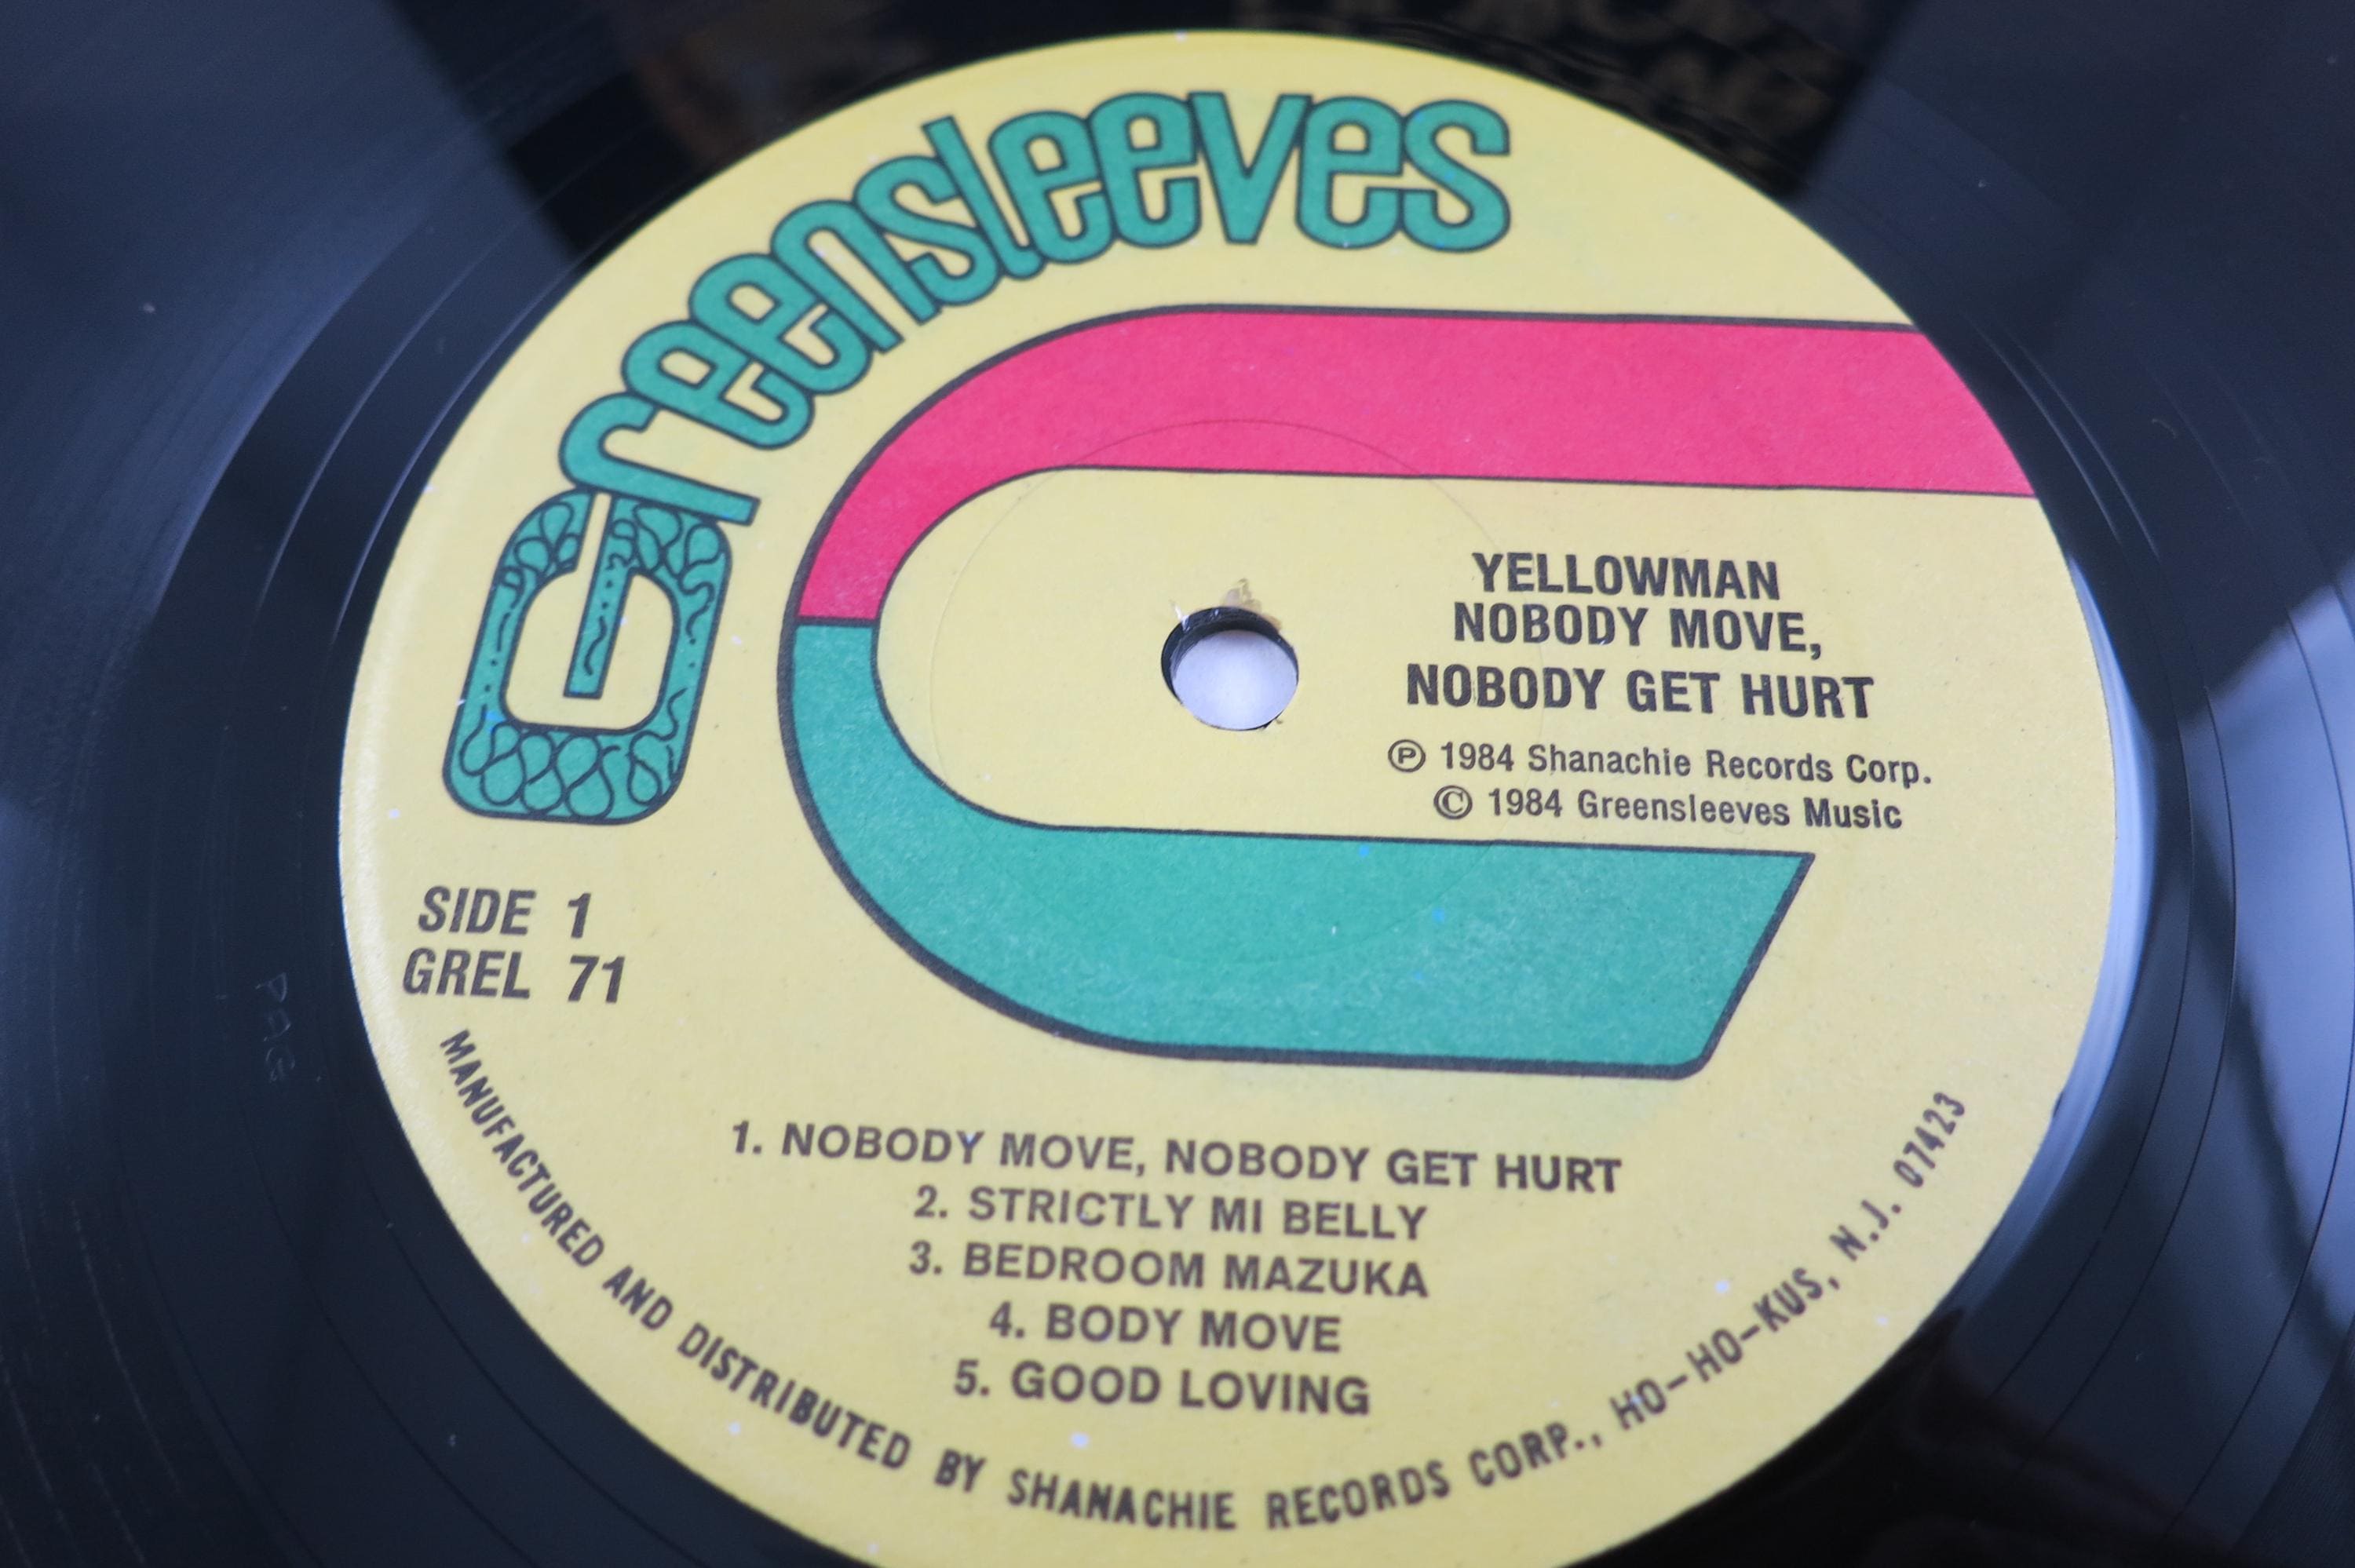 Greensleeves
YELLOWMAN
NOBODY MOVE,
NOBODY GET HURT
℗ 1984 Shanachie Records Corp.
© 1984 Greensleeves Music
SIDE 1
GREL 71
1. NOBODY MOVE, NOBODY GET HURT
2. STRICTLY MI BELLY
3. BEDROOM MAZUKA
4. BODY MOVE
5. GOOD LOVING
MANUFACTURED AND DISTRIBUTED BY SHANACHIE RECORDS CORP., HO-HO-KUS, N.J. 07423